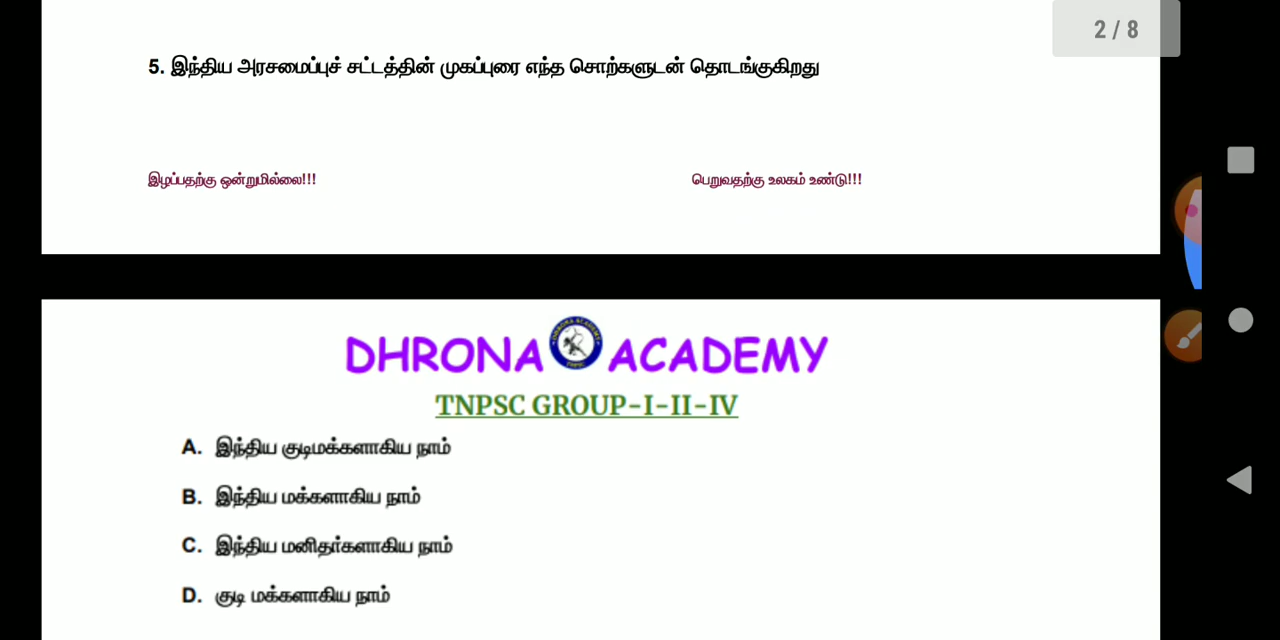 2 / 8
5. இந்திய அரசமைப்புச் சட்டத்தின் முகப்புரை எந்த சொற்களுடன் தொடங்குகிறது
இழப்பதற்கு ஒன்றுமில்லை!!! பெறுவதற்கு உலகம் உண்டு!!!
DHRONA ACADEMY
TNPSC GROUP-I-II-IV
A. இந்திய குடிமக்களாகிய நாம்
B. இந்திய மக்களாகிய நாம்
C. இந்திய மனிதர்களாகிய நாம்
D. குடி மக்களாகிய நாம்